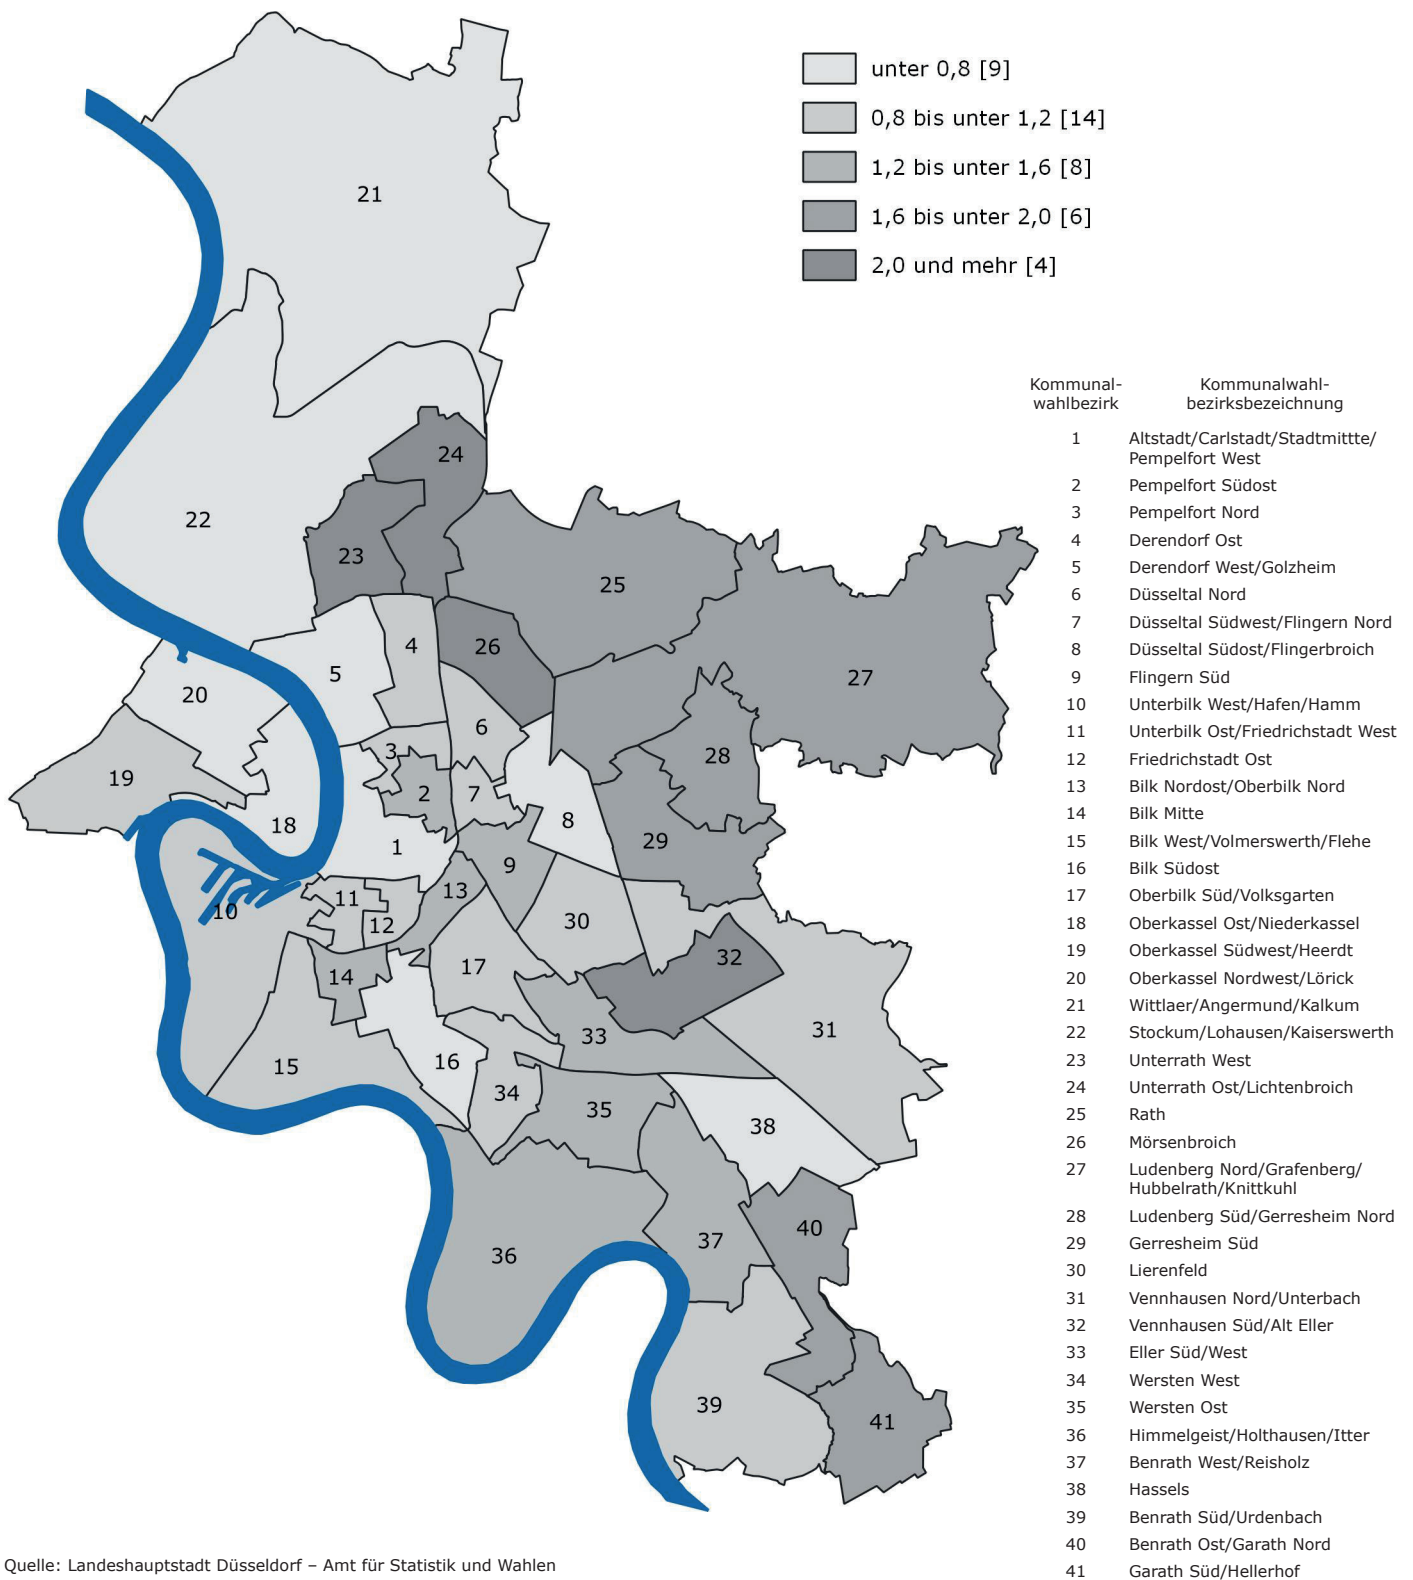 unter 0,8 [9]
0,8 bis unter 1,2 [14]
1,2 bis unter 1,6 [8]
1,6 bis unter 2,0 [6]
2,0 und mehr [4]
21
24
22
23
25
26
4
5
27
20
6
3
28
19
2
7
18
8
29
1
9
13
11
10
12
30
32
17
14
33
31
16
15
34
35
38
40
37
36
39
41
Kommunal-
wahlbezirk
Kommunalwahl-
bezirksbezeichnung
1 Altstadt/Carlstadt/Stadtmittte/
Pempelfort West
2 Pempelfort Südost
3 Pempelfort Nord
4 Derendorf Ost
5 Derendorf West/Golzheim
6 Düsseltal Nord
7 Düsseltal Südwest/Flingern Nord
8 Düsseltal Südost/Flingerbroich
9 Flingern Süd
10 Unterbilk West/Hafen/Hamm
11 Unterbilk Ost/Friedrichstadt West
12 Friedrichstadt Ost
13 Bilk Nordost/Oberbilk Nord
14 Bilk Mitte
15 Bilk West/Volmerswerth/Flehe
16 Bilk Südost
17 Oberbilk Süd/Volksgarten
18 Oberkassel Ost/Niederkassel
19 Oberkassel Südwest/Heerdt
20 Oberkassel Nordwest/Lörick
21 Wittlaer/Angermund/Kalkum
22 Stockum/Lohausen/Kaiserswerth
23 Unterrath West
24 Unterrath Ost/Lichtenbroich
25 Rath
26 Mörsenbroich
27 Ludenberg Nord/Grafenberg/
Hubbelrath/Knittkuhl
28 Ludenberg Süd/Gerresheim Nord
29 Gerresheim Süd
30 Lierenfeld
31 Vennhausen Nord/Unterbach
32 Vennhausen Süd/Alt Eller
33 Eller Süd/West
34 Wersten West
35 Wersten Ost
36 Himmelgeist/Holthausen/Itter
37 Benrath West/Reisholz
38 Hassels
39 Benrath Süd/Urdenbach
40 Benrath Ost/Garath Nord
41 Garath Süd/Hellerhof
Quelle: Landeshauptstadt Düsseldorf – Amt für Statistik und Wahlen